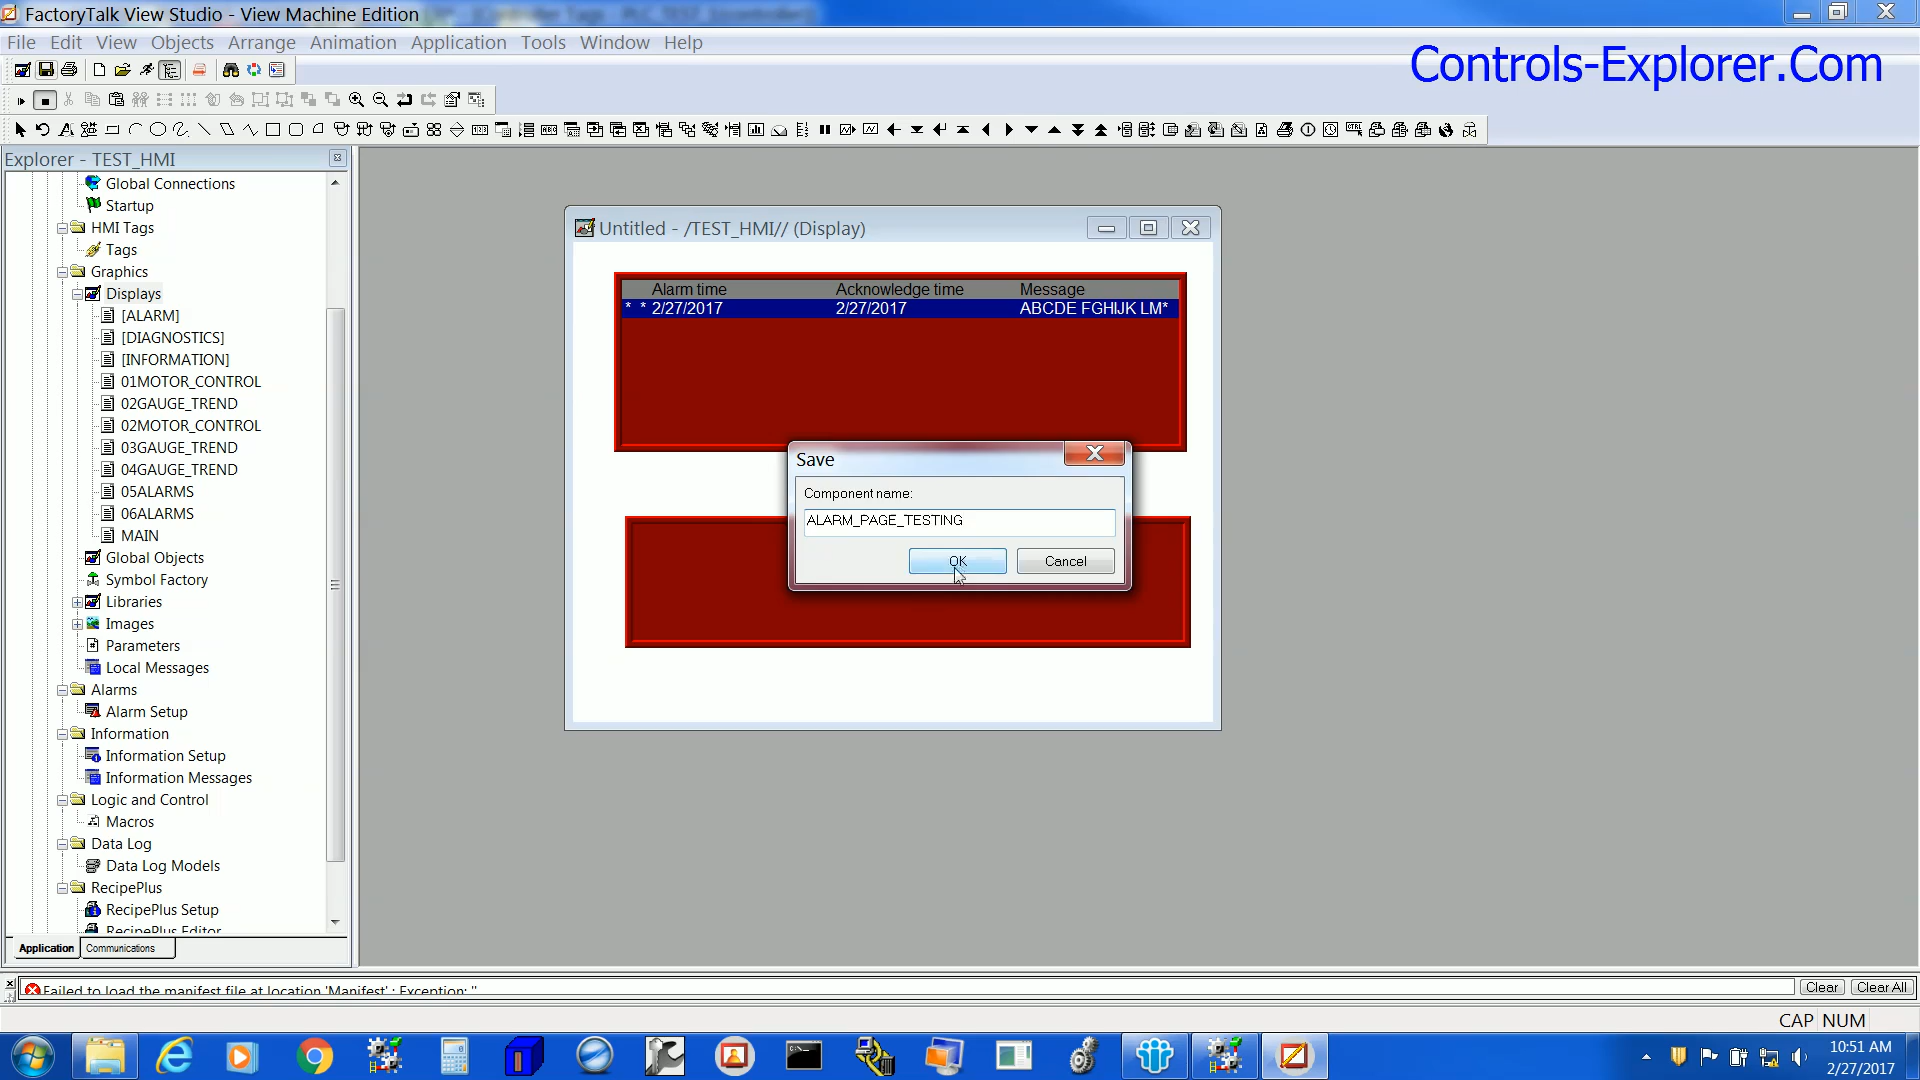 FactoryTalk View Studio - View Machine Edition
File Edit View Objects Arrange Animation Application Tools Window Help
Controls-Explorer.Com
Explorer - TEST_HMI
Global Connections
Startup
HMI Tags
Tags
Graphics
Displays
[ALARM]
[DIAGNOSTICS]
[INFORMATION]
01MOTOR_CONTROL
02GAUGE_TREND
02MOTOR_CONTROL
03GAUGE_TREND
04GAUGE_TREND
05ALARMS
06ALARMS
MAIN
Global Objects
Symbol Factory
Libraries
Images
Parameters
Local Messages
Alarms
Alarm Setup
Information
Information Setup
Information Messages
Logic and Control
Macros
Data Log
Data Log Models
RecipePlus
RecipePlus Setup
RecipePlus Editor
Application Communications
Untitled - /TEST_HMI// (Display)
Alarm time Acknowledge time Message
* * 2/27/2017 2/27/2017 ABCDE FGHIJK LM*
Save
Component name:
ALARM_PAGE_TESTING
OK Cancel
Failed to load the manifest file at location 'Manifest' ; Exception: ''
Clear Clear All
CAP NUM
10:51 AM
2/27/2017